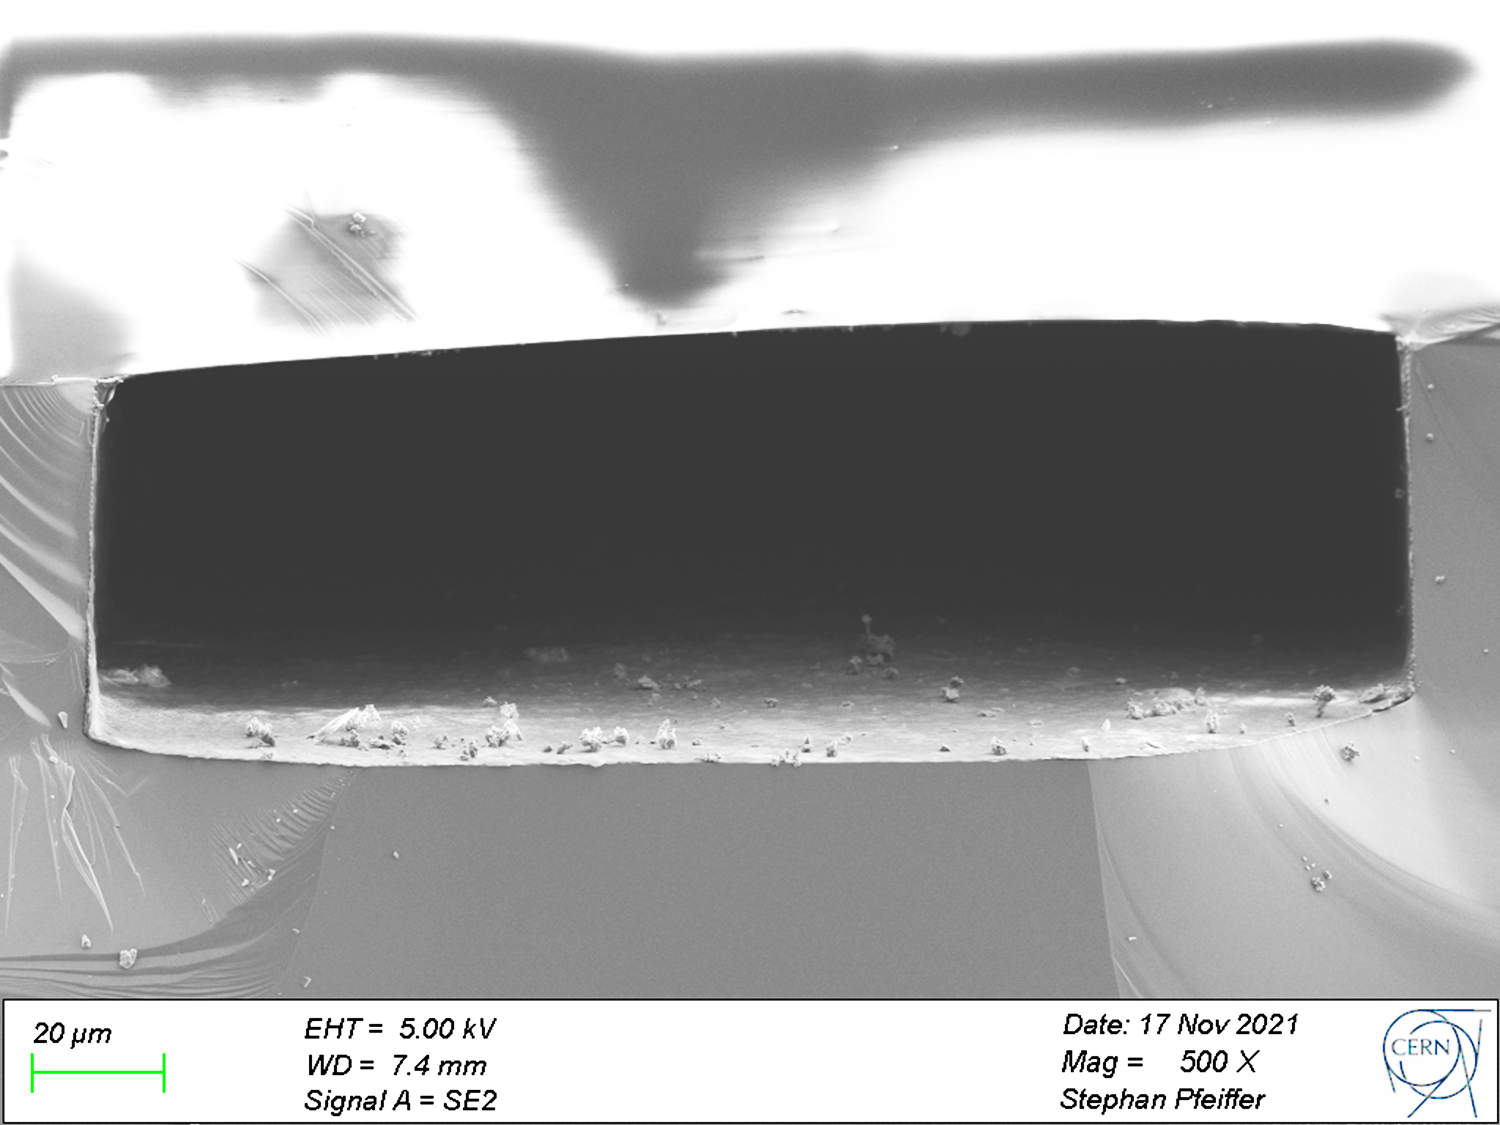 20 µm
EHT = 5.00 kV
WD = 7.4 mm
Signal A = SE2
Date: 17 Nov 2021
Mag = 500 X
Stephan Pfeiffer
CERN